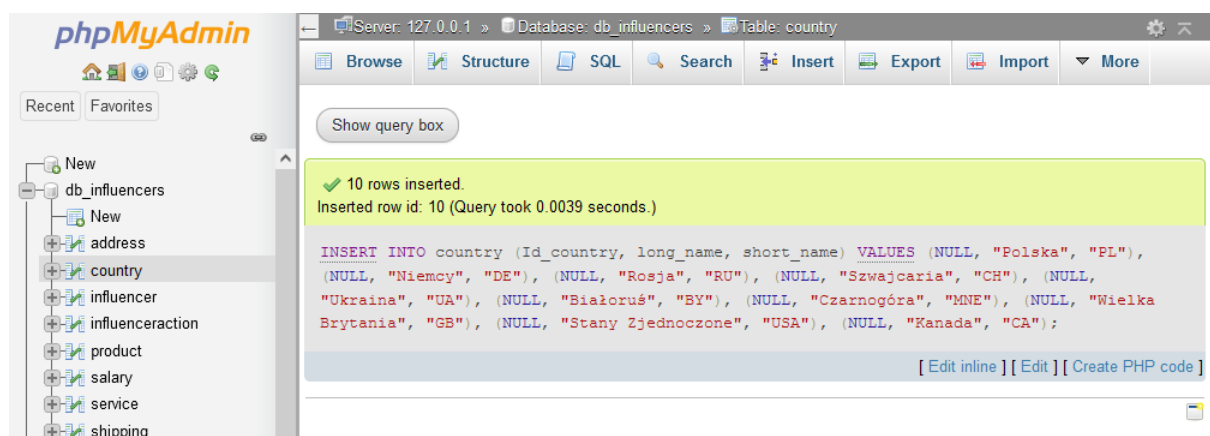 phpMyAdmin
Recent Favorites
New
db_influencers
New
address
country
influencer
influenceraction
product
salary
service
shipping
Server: 127.0.0.1 » Database: db_influencers » Table: country
Browse Structure SQL Search Insert Export Import More
Show query box
10 rows inserted.
Inserted row id: 10 (Query took 0.0039 seconds.)
INSERT INTO country (Id_country, long_name, short_name) VALUES (NULL, "Polska", "PL"),
(NULL, "Niemcy", "DE"), (NULL, "Rosja", "RU"), (NULL, "Szwajcaria", "CH"), (NULL,
"Ukraina", "UA"), (NULL, "Białoruś", "BY"), (NULL, "Czarnogóra", "MNE"), (NULL, "Wielka
Brytania", "GB"), (NULL, "Stany Zjednoczone", "USA"), (NULL, "Kanada", "CA");
[ Edit inline ] [ Edit ] [ Create PHP code ]